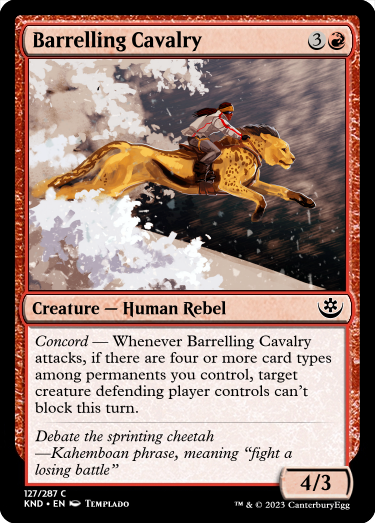 Barrelling Cavalry 3
Creature — Human Rebel
Concord — Whenever Barrelling Cavalry
attacks, if there are four or more card types
among permanents you control, target
creature defending player controls can't
block this turn.
Debate the sprinting cheetah
—Kahemboan phrase, meaning "fight a
losing battle"
4/3
127/287 C
KND • EN Templado
™ & © 2023 CanterburyEgg